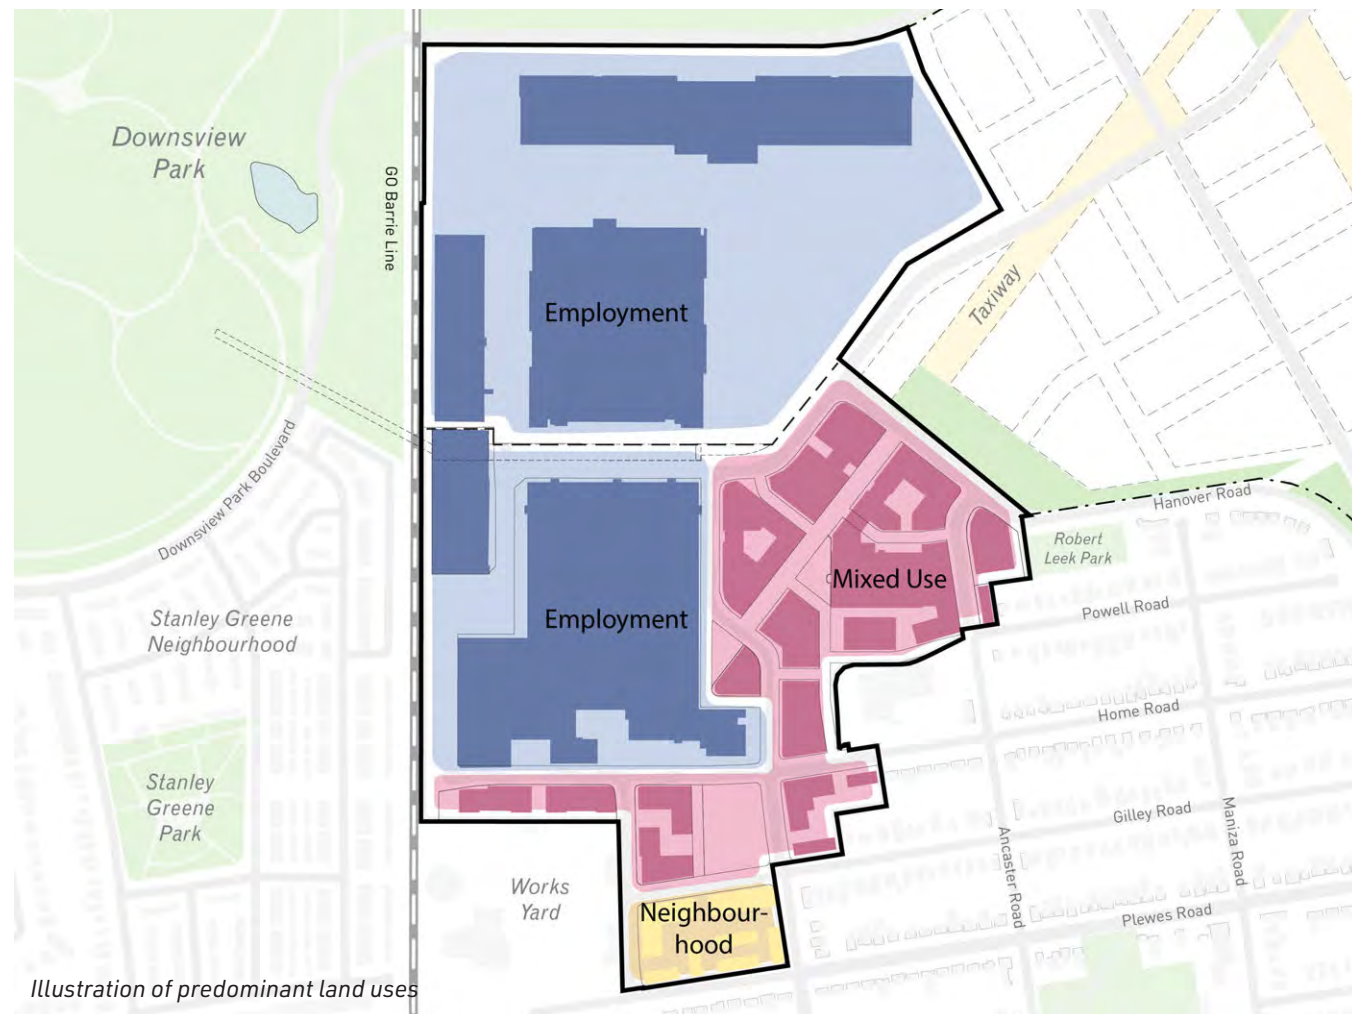 Downsview
Park
GO Barrie Line
Employment
Taxiway
Downsview Park Boulevard
Hanover Road
Robert
Leek Park
Mixed Use
Powell Road
Stanley Greene
Neighbourhood
Employment
Home Road
Stanley
Greene
Park
Gilley Road
Maniza Road
Ancaster Road
Works
Yard
Neighbour-
hood
Plewes Road
Illustration of predominant land uses